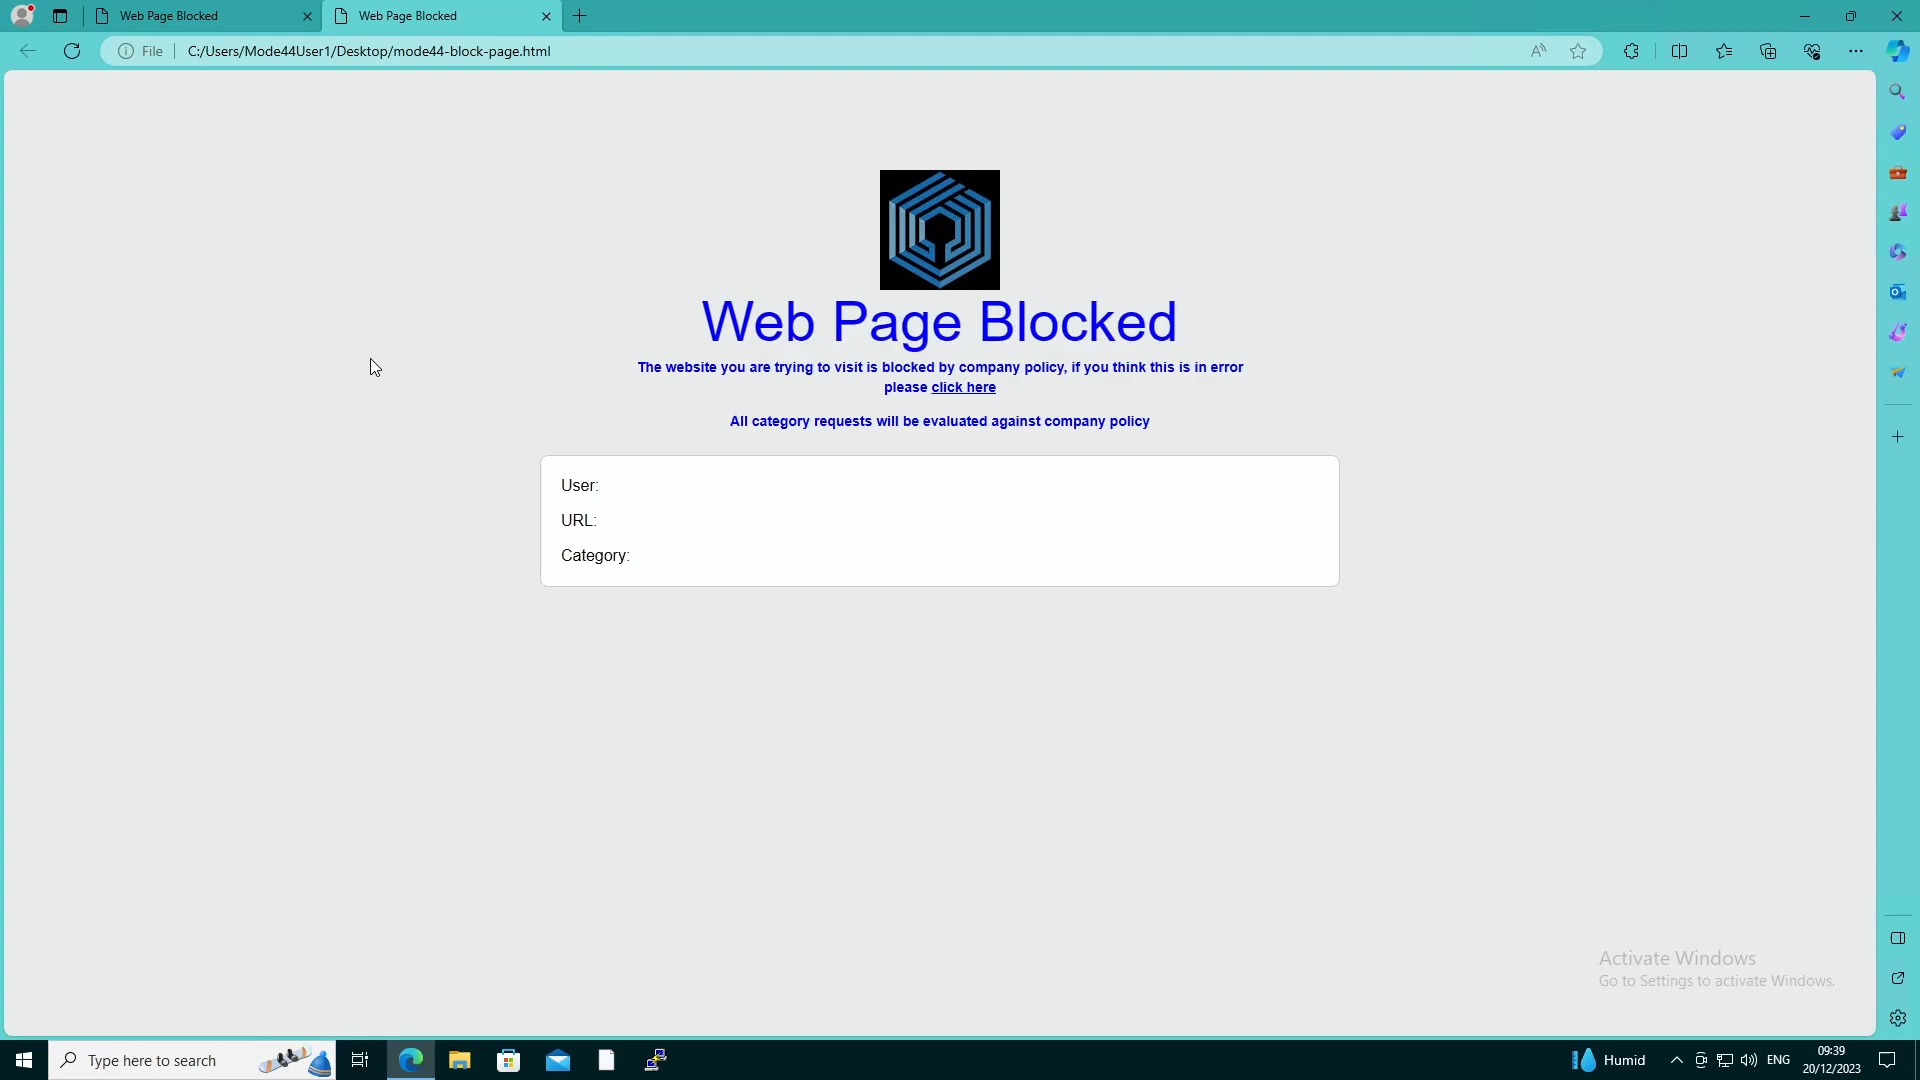 Web Page Blocked
Web Page Blocked
File
C:/Users/Mode44User1/Desktop/mode44-block-page.html
Web Page Blocked
The website you are trying to visit is blocked by company policy, if you think this is in error
please click here
All category requests will be evaluated against company policy
User:
URL:
Category:
Activate Windows
Go to Settings to activate Windows.
Type here to search
Humid
ENG
09:39
20/12/2023